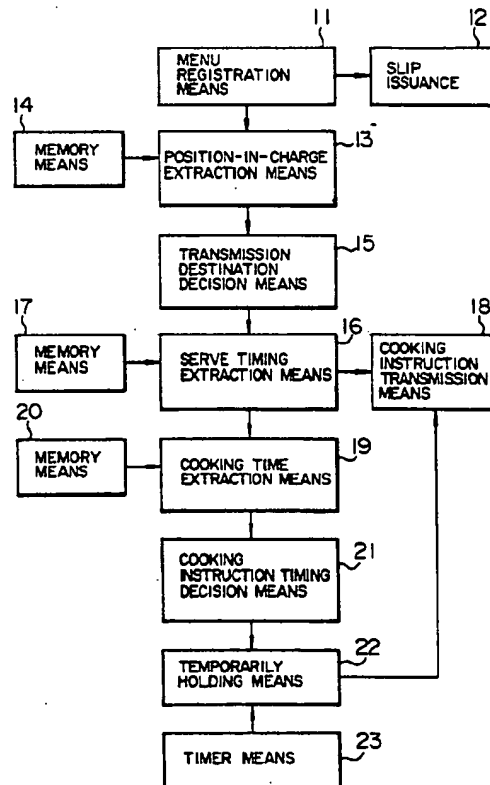 11
12
MENU
REGISTRATION
MEANS
SLIP
ISSUANCE
14
13
MEMORY
MEANS
POSITION-IN-CHARGE
EXTRACTION MEANS
15
TRANSMISSION
DESTINATION
DECISION MEANS
17
16
18
MEMORY
MEANS
SERVE TIMING
EXTRACTION MEANS
COOKING
INSTRUCTION
TRANSMISSION
MEANS
20
19
MEMORY
MEANS
COOKING TIME
EXTRACTION MEANS
21
COOKING
INSTRUCTION TIMING
DECISION MEANS
22
TEMPORARILY
HOLDING MEANS
23
TIMER MEANS